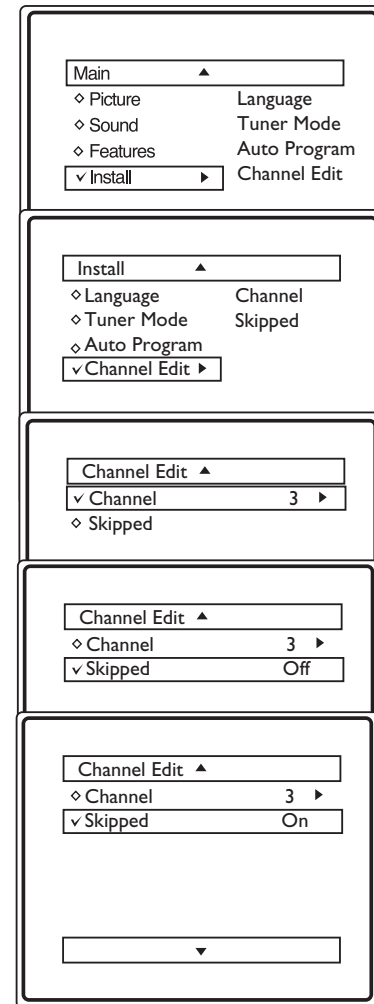 Main ▲
◇ Picture Language
◇ Sound Tuner Mode
◇ Features Auto Program
✓ Install ▶ Channel Edit
Install ▲
◇ Language Channel
◇ Tuner Mode Skipped
◇ Auto Program
✓ Channel Edit ▶
Channel Edit ▲
✓ Channel 3 ▶
◇ Skipped
Channel Edit ▲
◇ Channel 3 ▶
✓ Skipped Off
Channel Edit ▲
◇ Channel 3 ▶
✓ Skipped On
▼